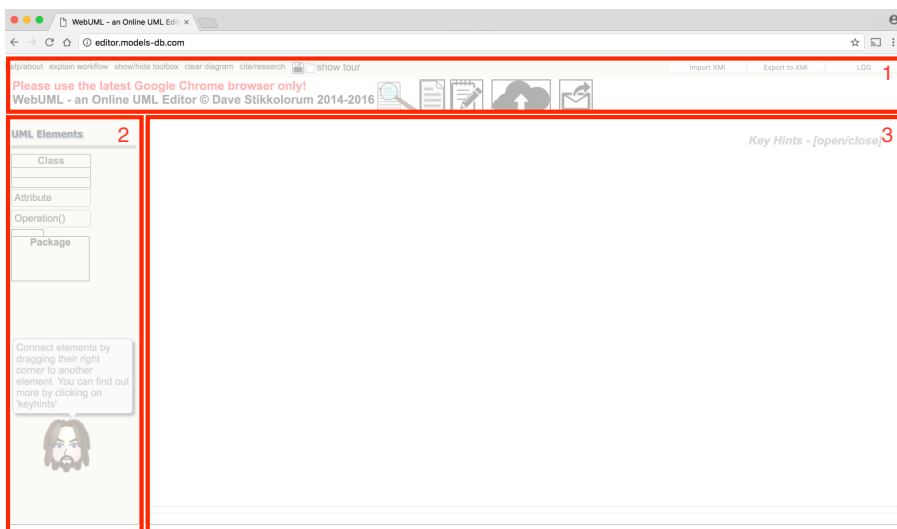 WebUML - an Online UML Edi ×
editor.models-db.com
elp/about explain workflow show/hide toolbox clear diagram cite/research show tour Import XMI Export to XMI LOG
1
Please use the latest Google Chrome browser only!
WebUML - an Online UML Editor © Dave Stikkolorum 2014-2016
UML Elements
2
Class
Attribute
Operation()
Package
Connect elements by
dragging their right
corner to another
element. You can find out
more by clicking on
'keyhints'
3
Key Hints - [open/close]